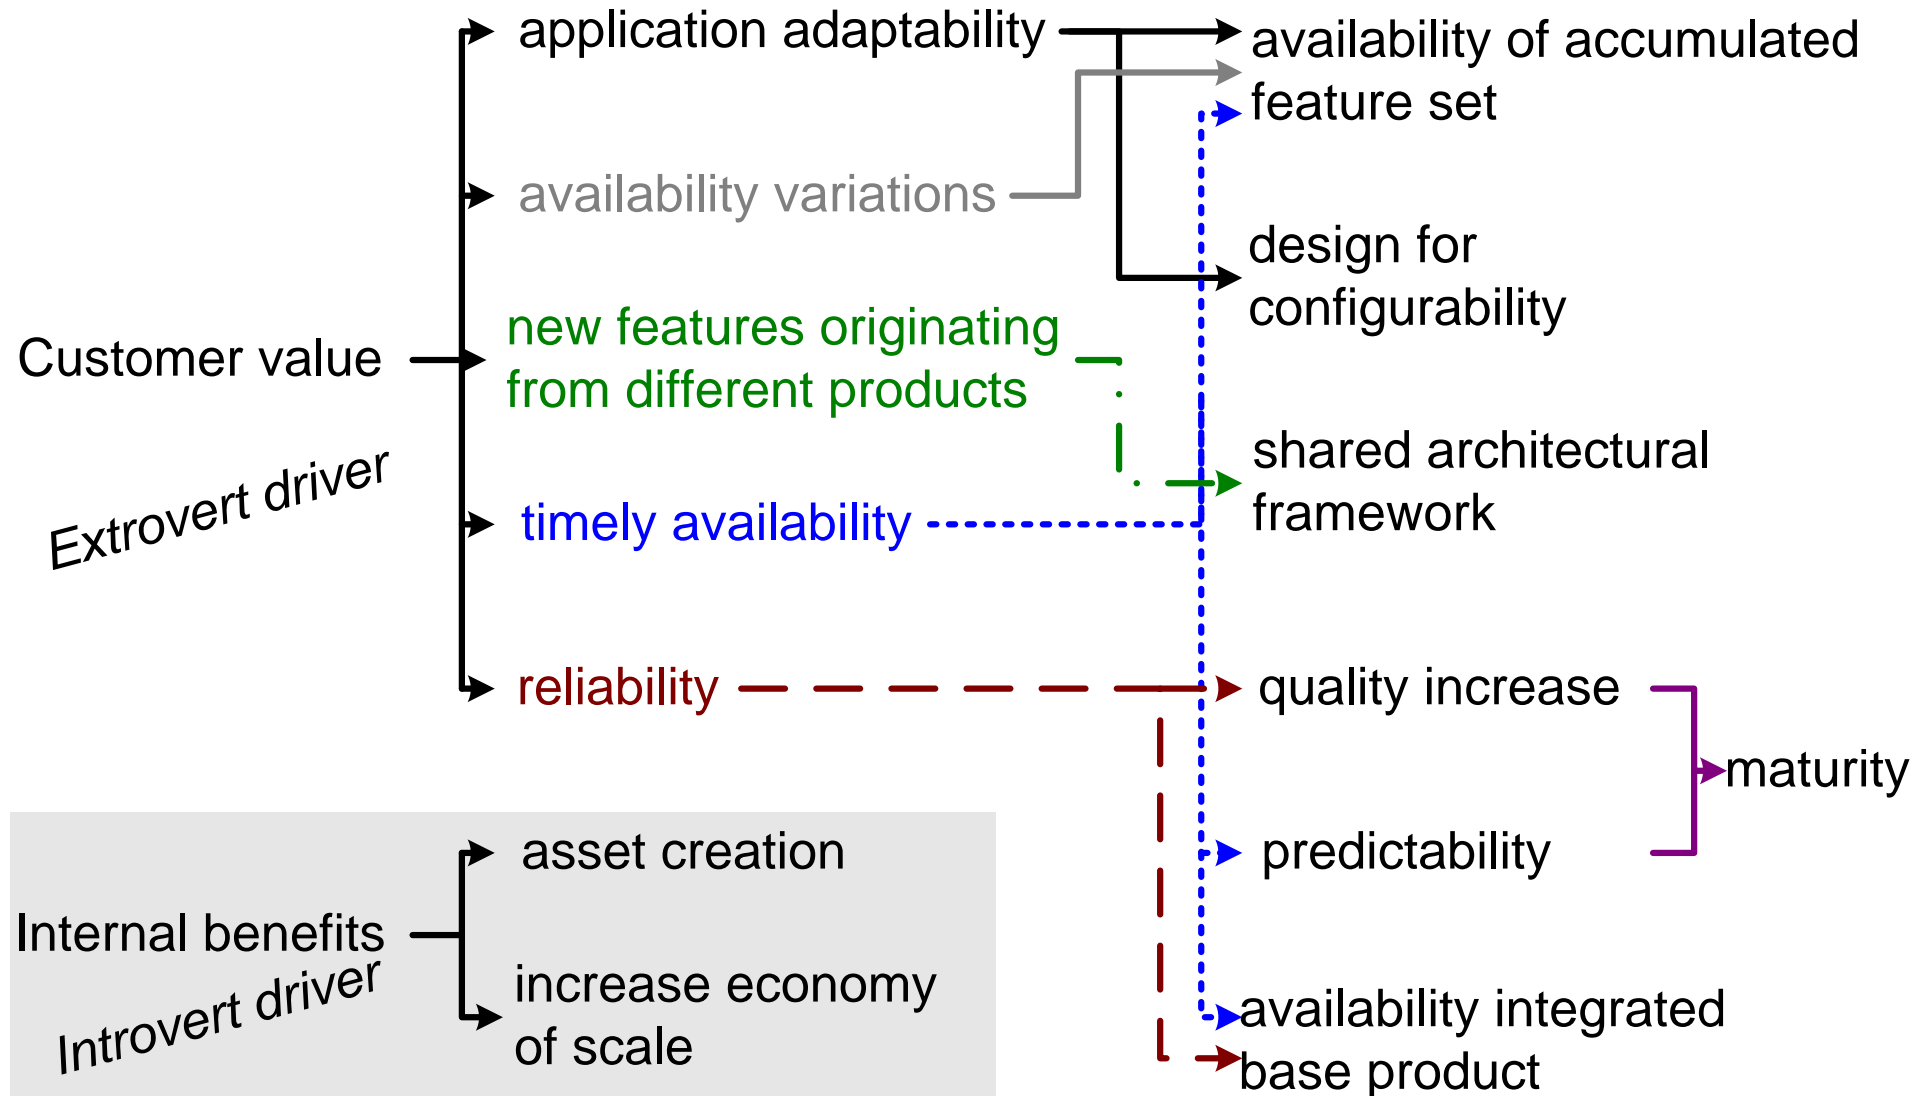 application adaptability
availability of accumulated
feature set
availability variations
design for
configurability
Customer value
new features originating
from different products
Extrovert driver
shared architectural
framework
timely availability
reliability
quality increase
maturity
asset creation
predictability
Internal benefits
Introvert driver
increase economy
of scale
availability integrated
base product